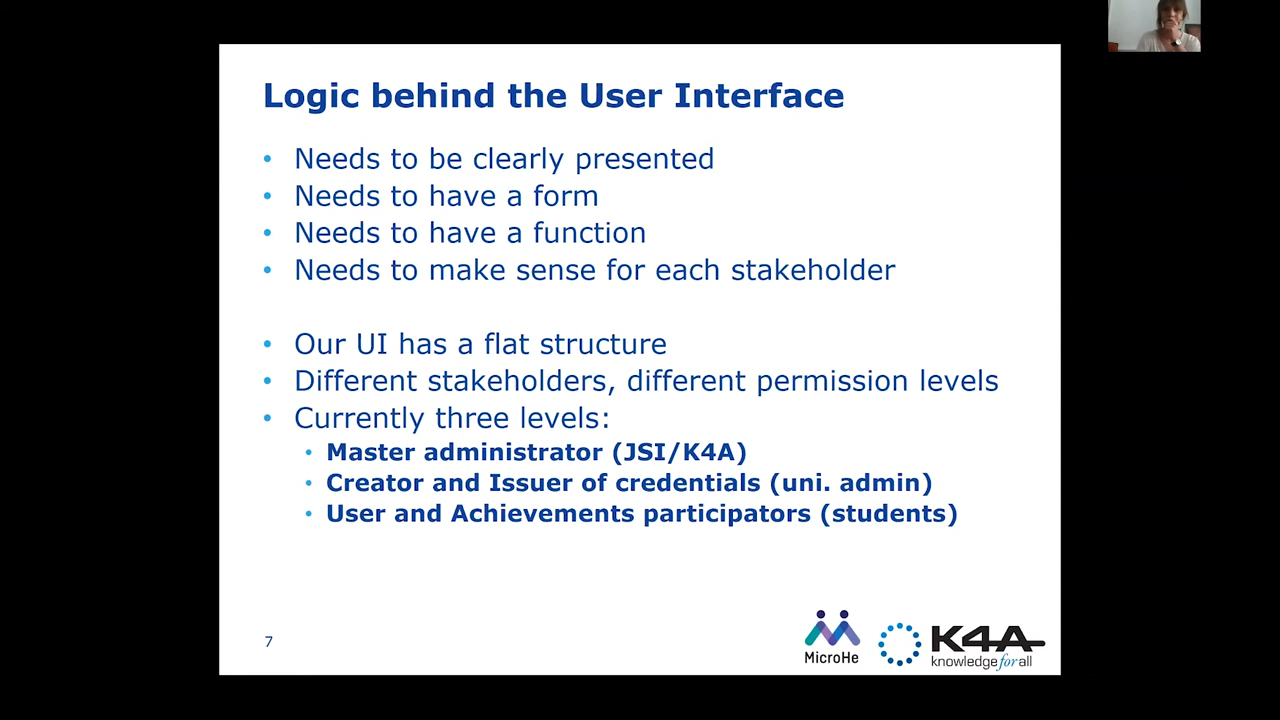 Logic behind the User Interface
• Needs to be clearly presented
• Needs to have a form
• Needs to have a function
• Needs to make sense for each stakeholder
• Our UI has a flat structure
• Different stakeholders, different permission levels
• Currently three levels:
• Master administrator (JSI/K4A)
• Creator and Issuer of credentials (uni. admin)
• User and Achievements participators (students)
7
MicroHe
K4A
knowledge for all